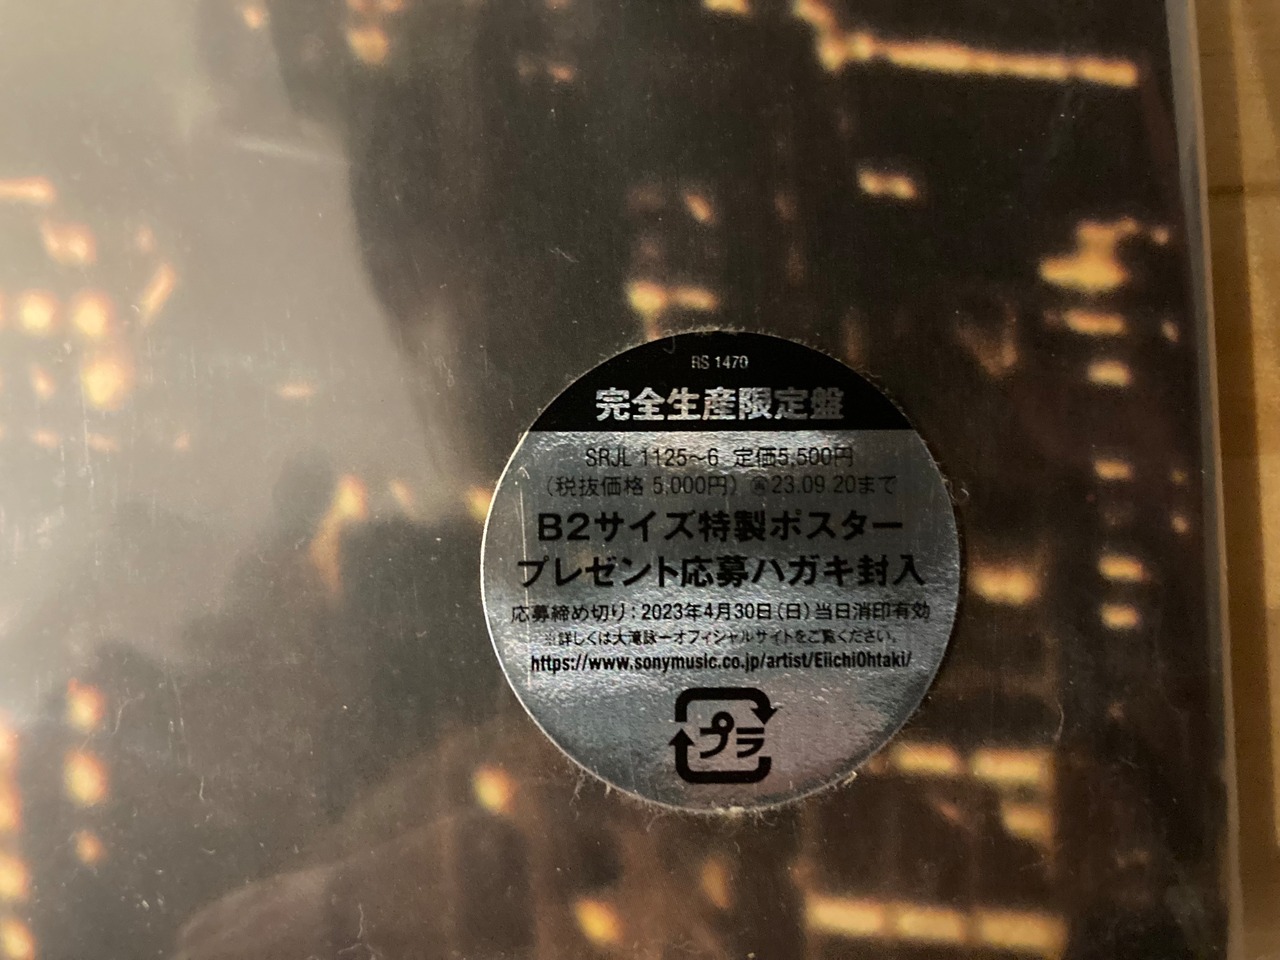 RS 1470
完全生産限定盤
SRJL 1125～6 定価5,500円
（税抜価格 5,000円） 再23.09.20まで
B2サイズ特製ポスター
プレゼント応募ハガキ封入
応募締め切り：2023年4月30日（日）当日消印有効
※詳しくは大滝詠一オフィシャルサイトをご覧ください。
https://www.sonymusic.co.jp/artist/EiichiOhtaki/
プラ